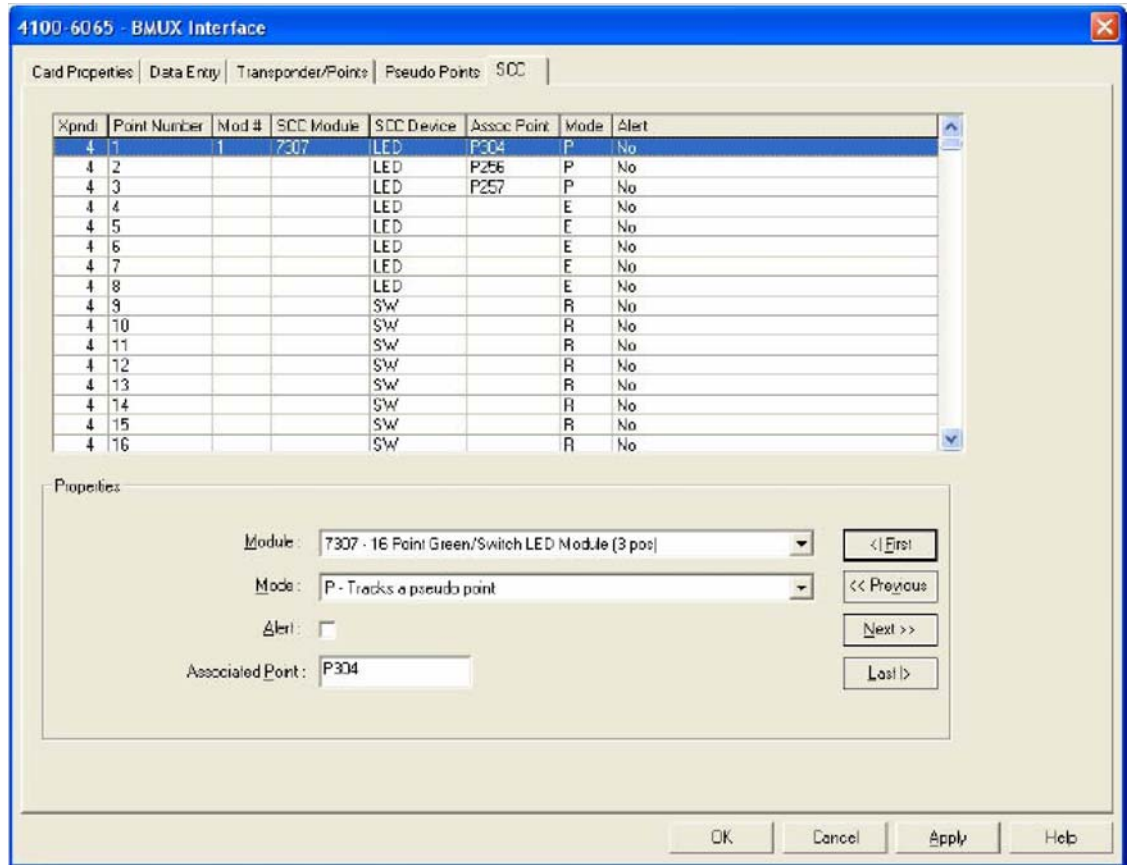 4100-6065 - BMUX Interface
Card Properties Data Entry Transponder/Points Pseudo Points SCC
Xpndr Point Number Mod # SCC Module SCC Device Assoc Point Mode Alert
4 1 1 7307 LED P304 P No
4 2 LED P256 P No
4 3 LED P257 P No
4 4 LED E No
4 5 LED E No
4 6 LED E No
4 7 LED E No
4 8 LED E No
4 9 SW R No
4 10 SW R No
4 11 SW R No
4 12 SW R No
4 13 SW R No
4 14 SW R No
4 15 SW R No
4 16 SW R No
Properties
Module : 7307 - 16 Point Green/Switch LED Module (3 pos) <| First
Mode : P - Tracks a pseudo point << Previous
Alert : Next >>
Associated Point : P304 Last |>
OK Cancel Apply Help